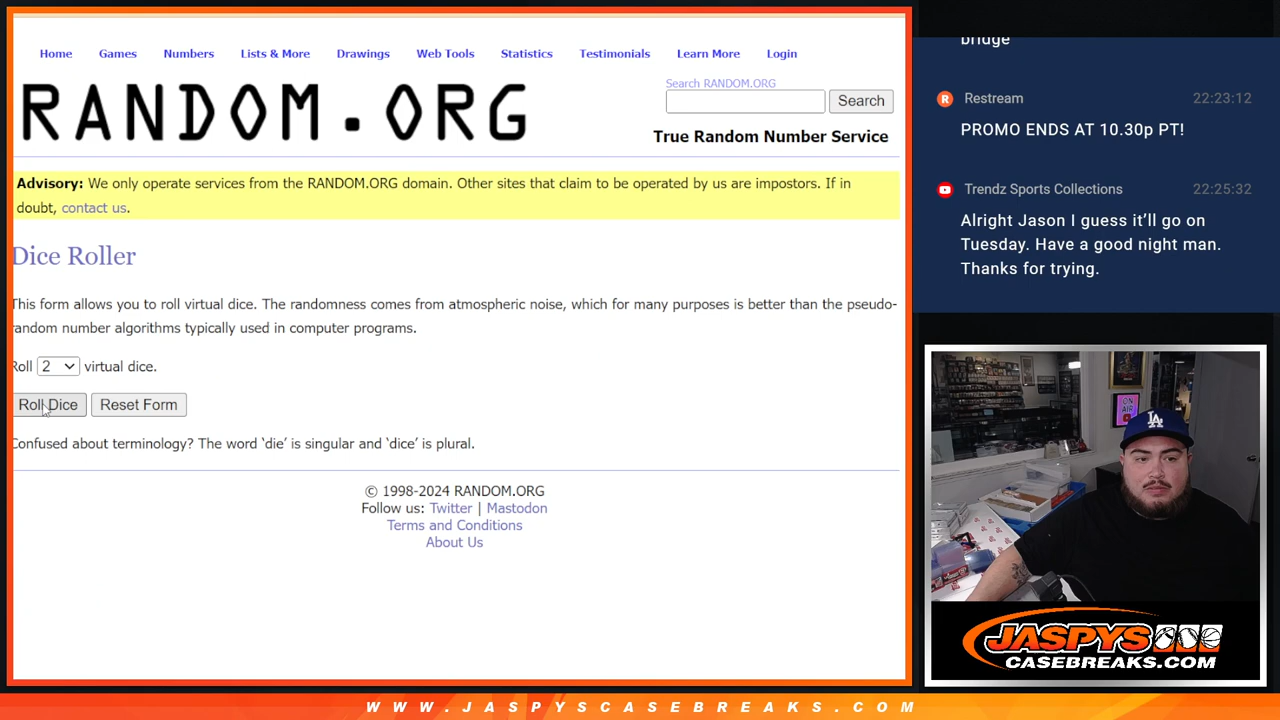 Home Games Numbers Lists & More Drawings Web Tools Statistics Testimonials Learn More Login
RANDOM.ORG
Search RANDOM.ORG
Search
True Random Number Service
Advisory: We only operate services from the RANDOM.ORG domain. Other sites that claim to be operated by us are impostors. If in
doubt, contact us.
Dice Roller
This form allows you to roll virtual dice. The randomness comes from atmospheric noise, which for many purposes is better than the pseudo-
random number algorithms typically used in computer programs.
Roll 2 virtual dice.
Roll Dice Reset Form
Confused about terminology? The word ‘die’ is singular and ‘dice’ is plural.
© 1998-2024 RANDOM.ORG
Follow us: Twitter | Mastodon
Terms and Conditions
About Us
bridge
Restream 22:23:12
PROMO ENDS AT 10.30p PT!
Trendz Sports Collections 22:25:32
Alright Jason I guess it’ll go on
Tuesday. Have a good night man.
Thanks for trying.
ON
AIR
LA
JASPYS
CASEBREAKS.COM
WWW.JASPYSCASEBREAKS.COM